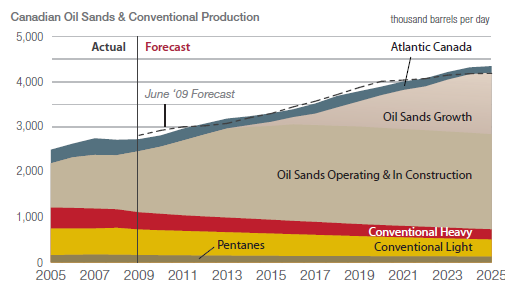 Canadian Oil Sands & Conventional Production
thousand barrels per day
5,000
Actual
Forecast
Atlantic Canada
4,000
June '09 Forecast
Oil Sands Growth
3,000
Oil Sands Operating & In Construction
2,000
1,000
Conventional Heavy
Pentanes
Conventional Light
0
2005 2007 2009 2011 2013 2015 2017 2019 2021 2023 2025